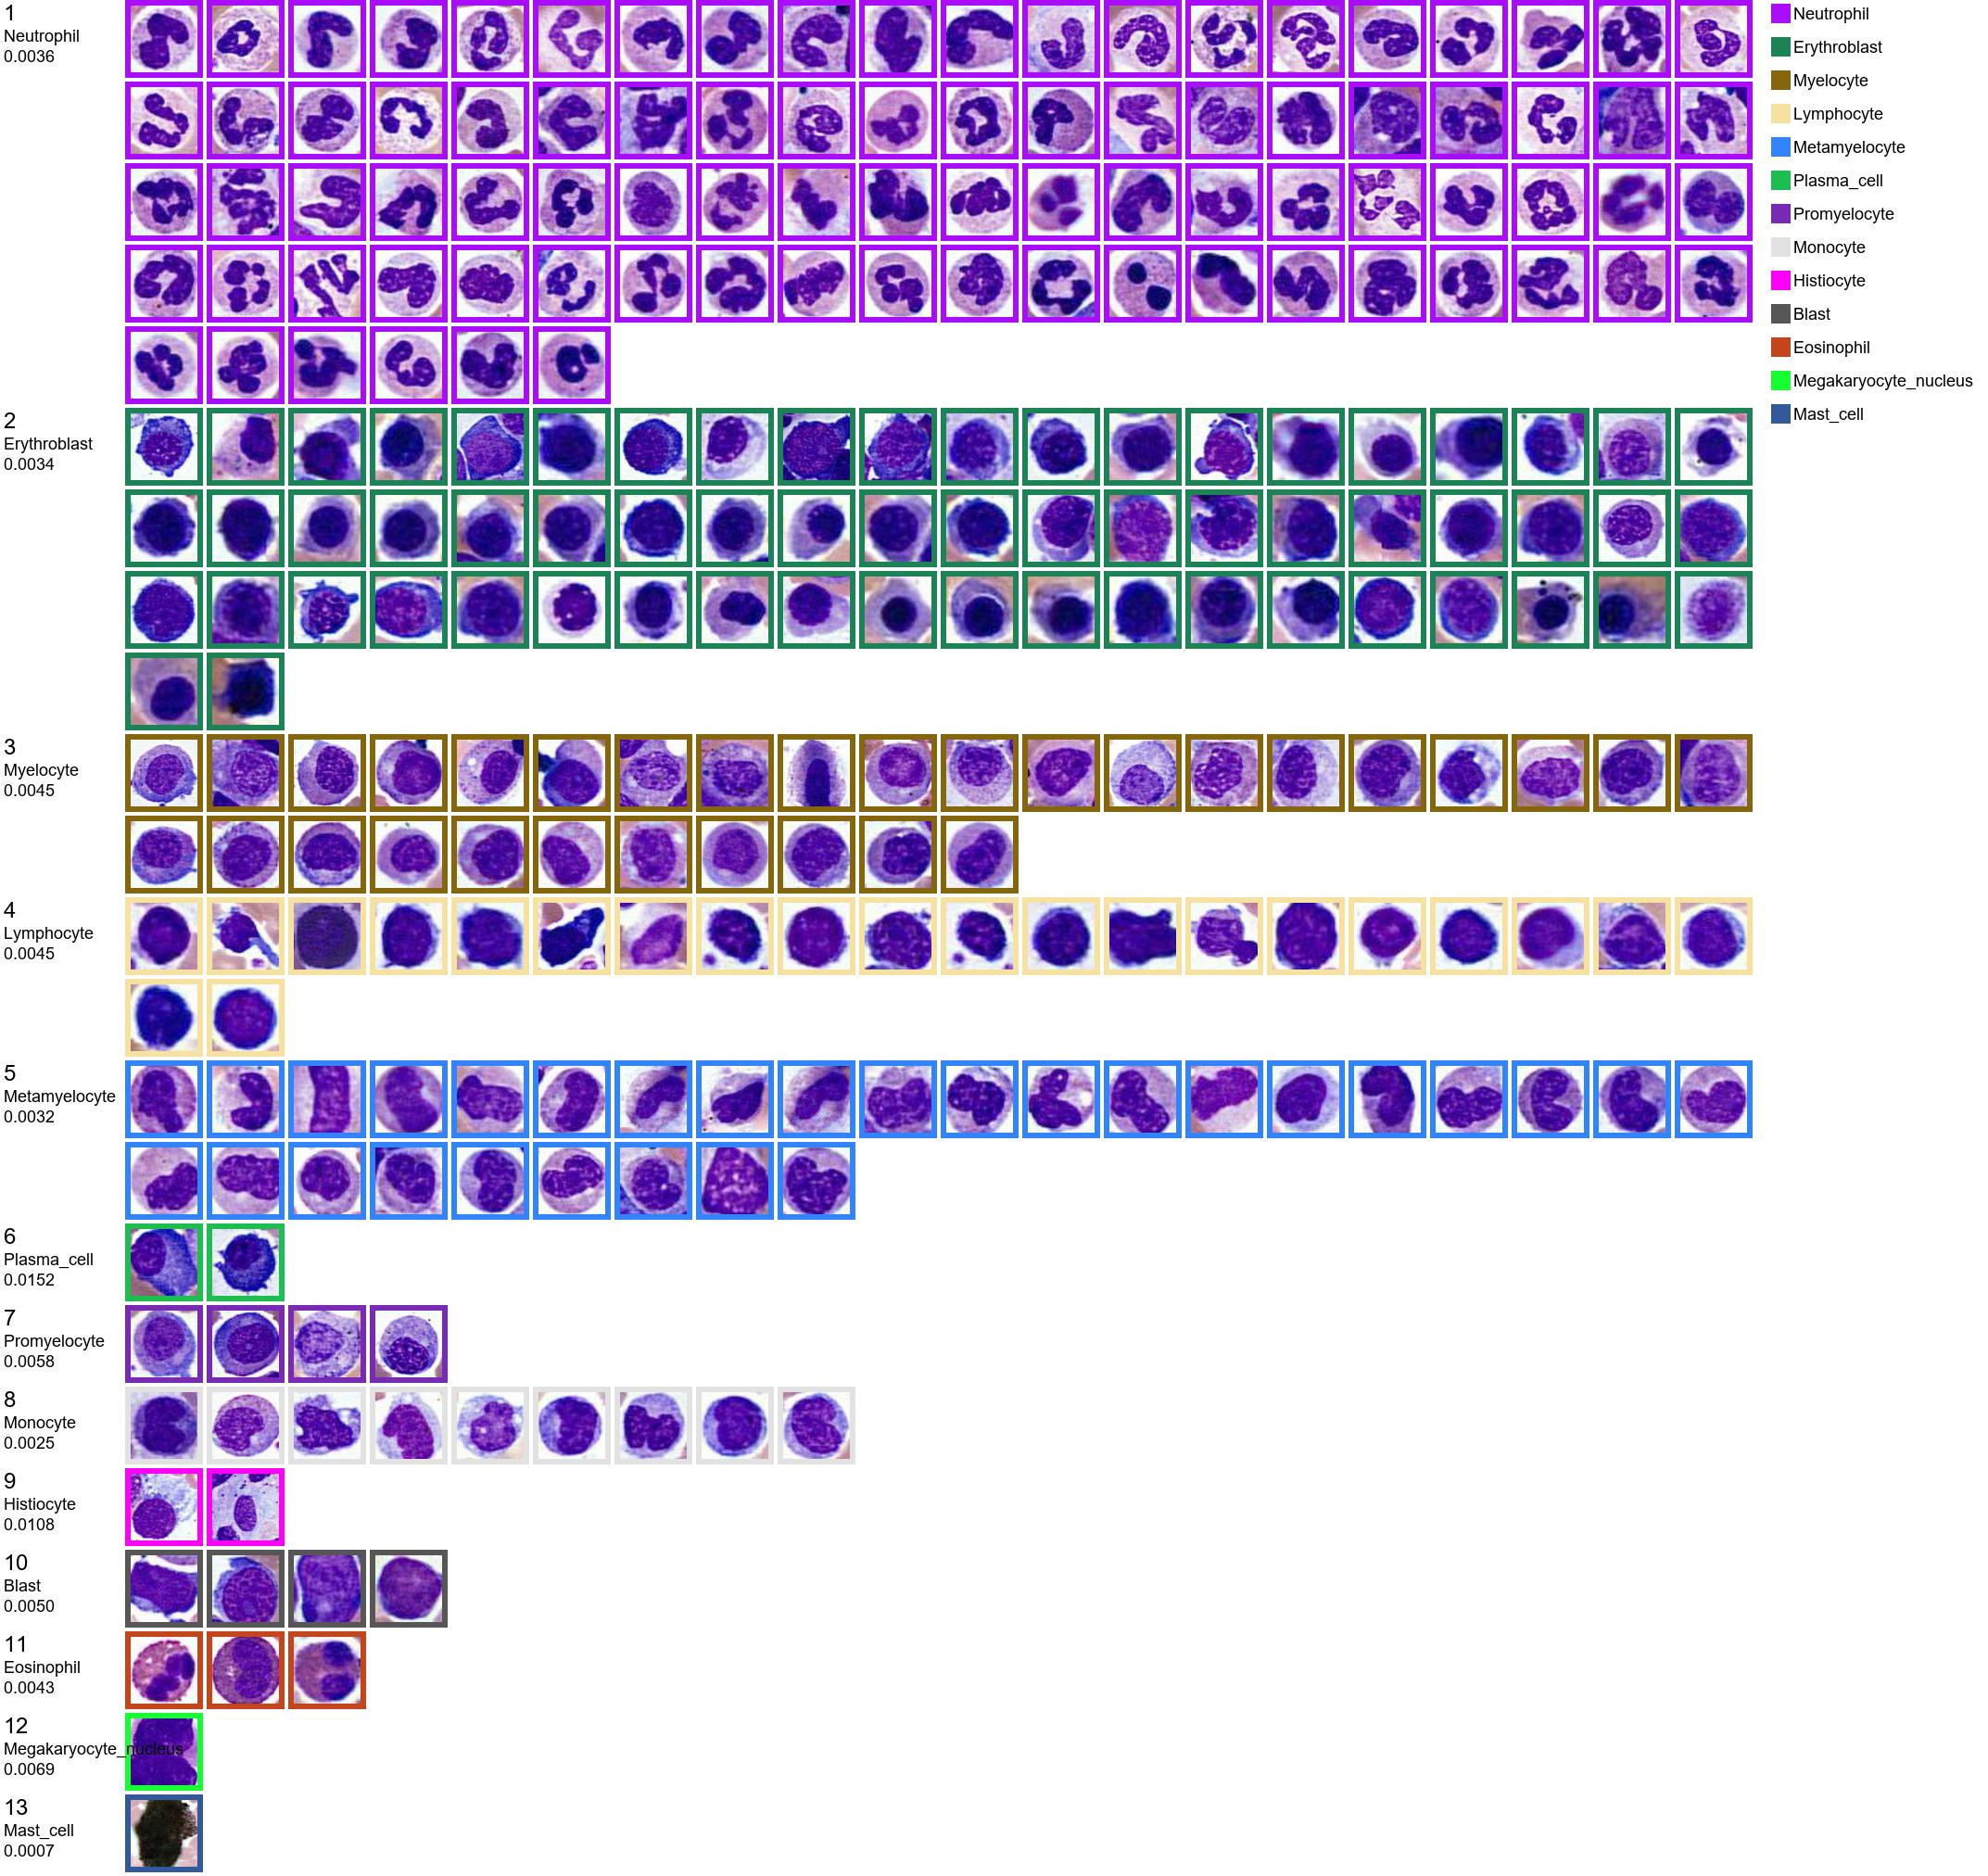 1
Neutrophil
0.0036
2
Erythroblast
0.0034
3
Myelocyte
0.0045
4
Lymphocyte
0.0045
5
Metamyelocyte
0.0032
6
Plasma_cell
0.0152
7
Promyelocyte
0.0058
8
Monocyte
0.0025
9
Histiocyte
0.0108
10
Blast
0.0050
11
Eosinophil
0.0043
12
Megakaryocyte_nucleus
0.0069
13
Mast_cell
0.0007
Neutrophil
Erythroblast
Myelocyte
Lymphocyte
Metamyelocyte
Plasma_cell
Promyelocyte
Monocyte
Histiocyte
Blast
Eosinophil
Megakaryocyte_nucleus
Mast_cell